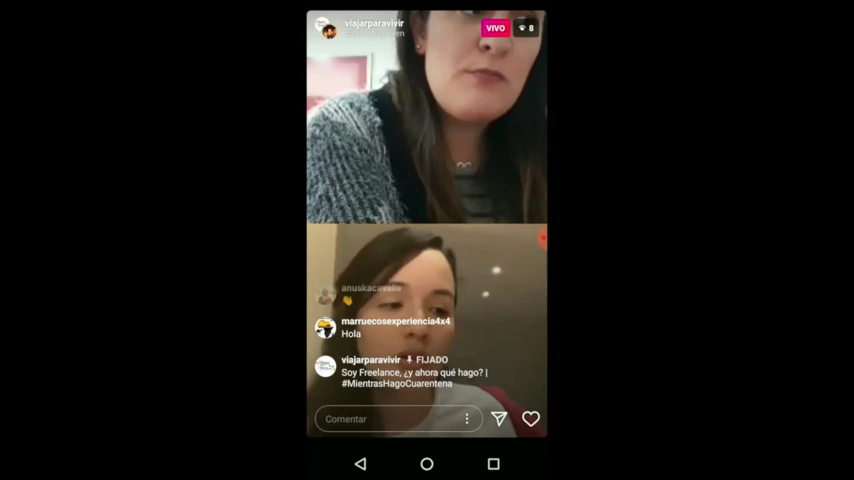 viajarparavivir
VIVO
8
anuskacavalle
marruecosexperiencia4x4
Hola
viajarparavivir FIJADO
Soy Freelance, ¿y ahora qué hago? |
#MientrasHagoCuarentena
Comentar